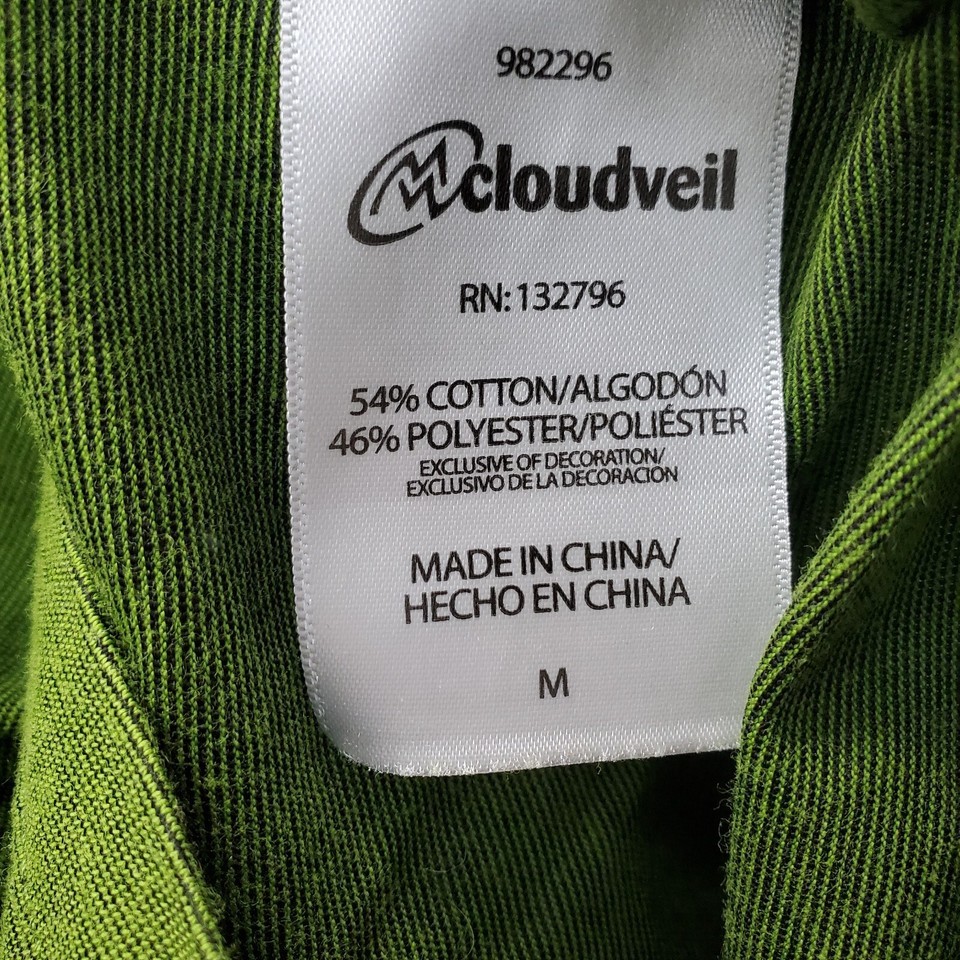 982296
cloudveil
RN: 132796
54% COTTON/ALGODÓN
46% POLYESTER/POLIÉSTER
EXCLUSIVE OF DECORATION/
EXCLUSIVO DE LA DECORACION
MADE IN CHINA/
HECHO EN CHINA
M